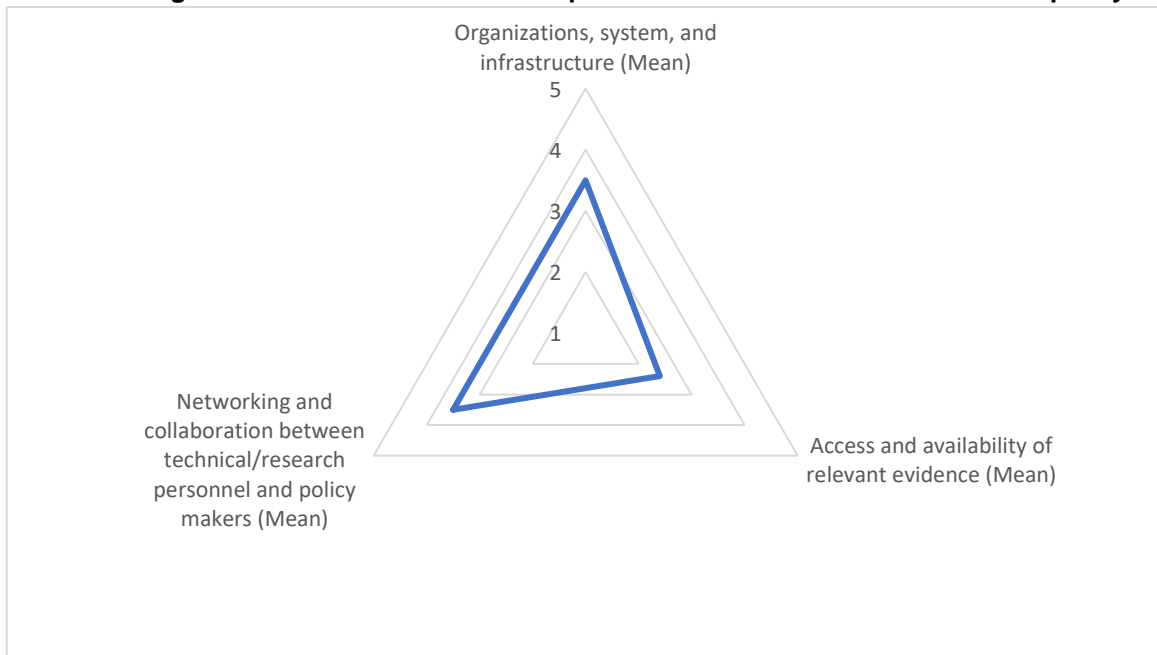 Organizations, system, and
infrastructure (Mean)
5
4
3
2
1
Networking and
collaboration between
technical/research
personnel and policy
makers (Mean)
Access and availability of
relevant evidence (Mean)